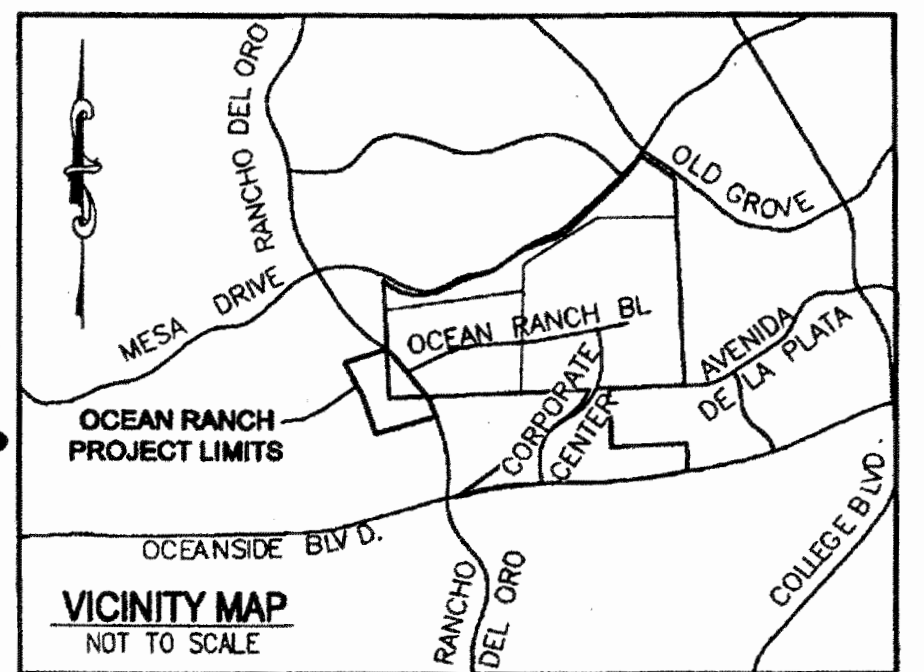 RANCHO DEL ORO
OLD GROVE
MESA DRIVE
OCEAN RANCH BL
AVENIDA
DE LA PLATA
CORPORATE
CENTER
OCEAN RANCH
PROJECT LIMITS
OCEANSIDE BLVD.
COLLEGE BLVD.
RANCHO
DEL ORO
VICINITY MAP
NOT TO SCALE